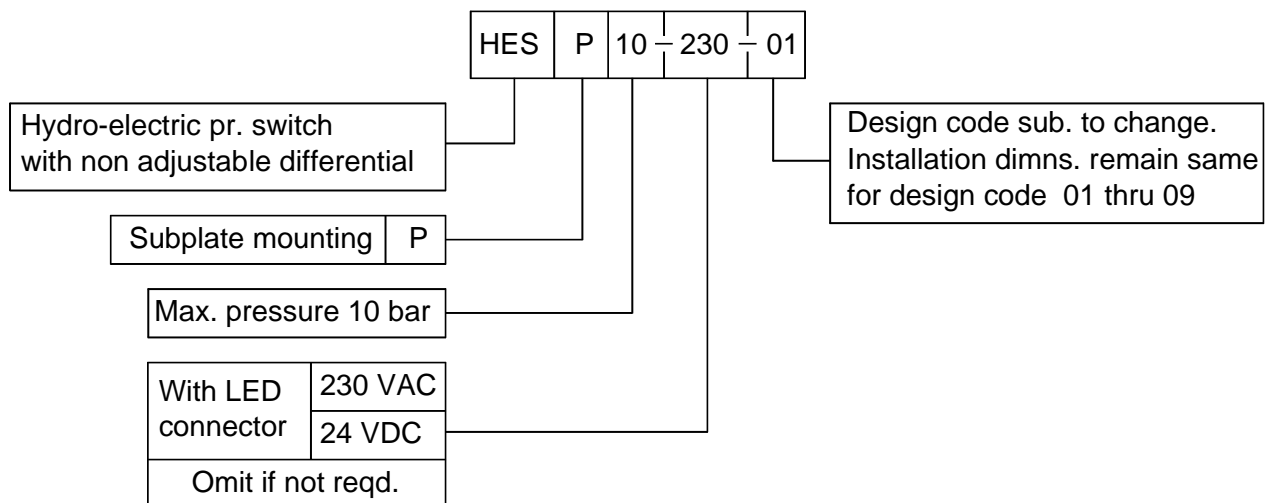 HES P 10 - 230 - 01
Hydro-electric pr. switch
with non adjustable differential
Design code sub. to change.
Installation dimns. remain same
for design code 01 thru 09
Subplate mounting P
Max. pressure 10 bar
With LED
connector
230 VAC
24 VDC
Omit if not reqd.